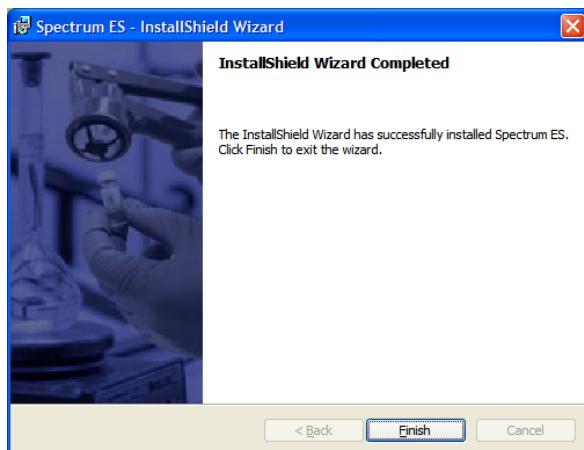 Spectrum ES - InstallShield Wizard
InstallShield Wizard Completed
The InstallShield Wizard has successfully installed Spectrum ES.
Click Finish to exit the wizard.
< Back
Finish
Cancel